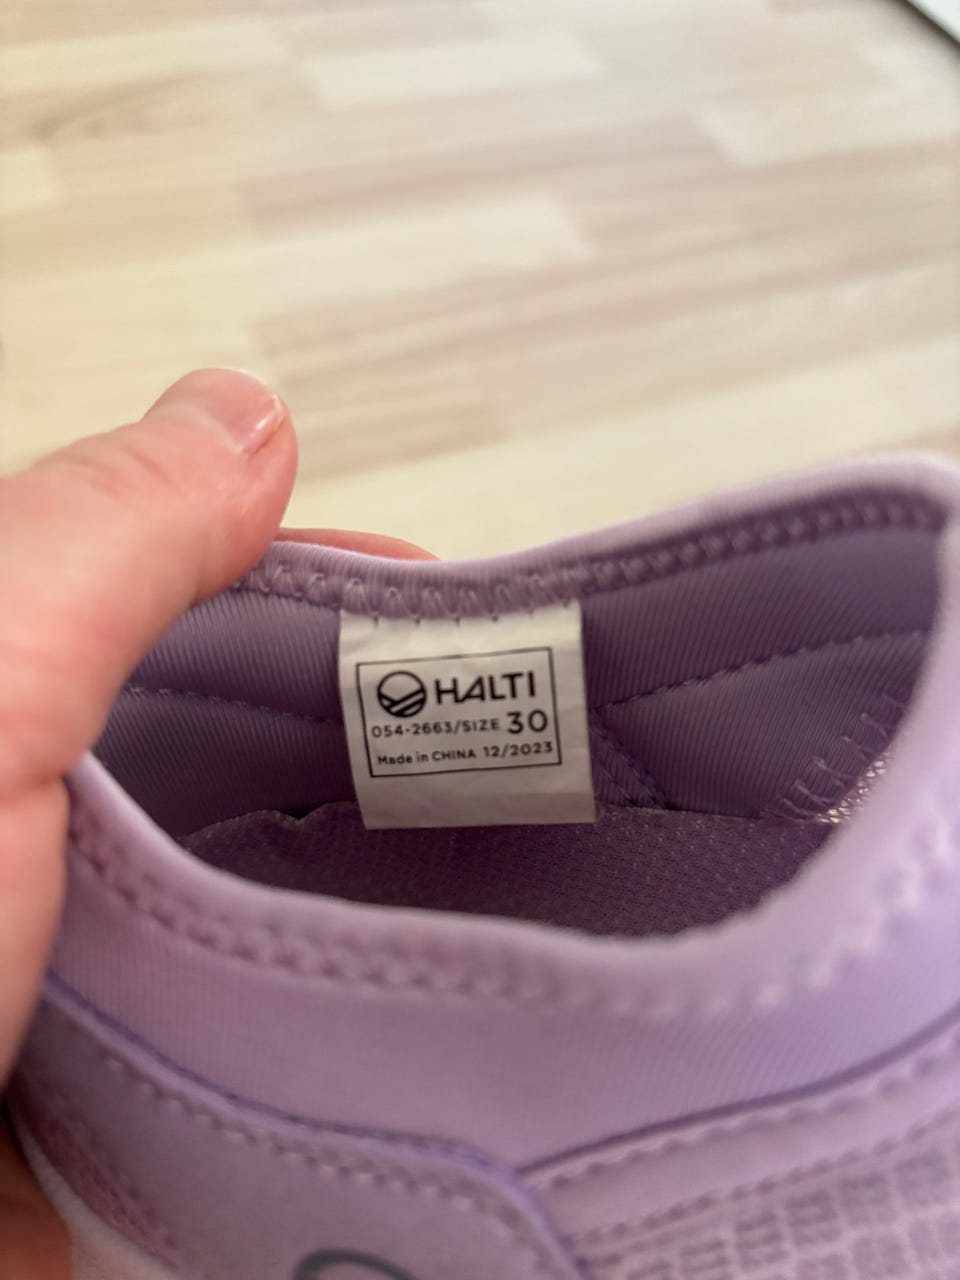 HALTI
054-2663/SIZE 30
Made in CHINA 12/2023